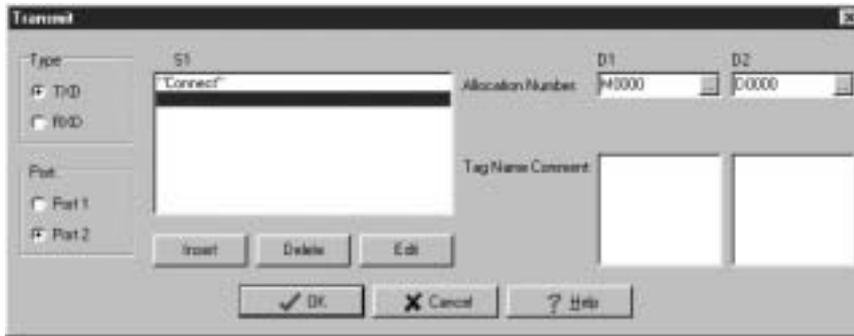 Transmit
Type
TXD
RXD
Port
Port 1
Port 2
S1
"Connect"
Insert
Delete
Edit
D1
D2
Allocation Number:
M0000
...
D0000
...
Tag Name Comment:
OK
Cancel
? Help